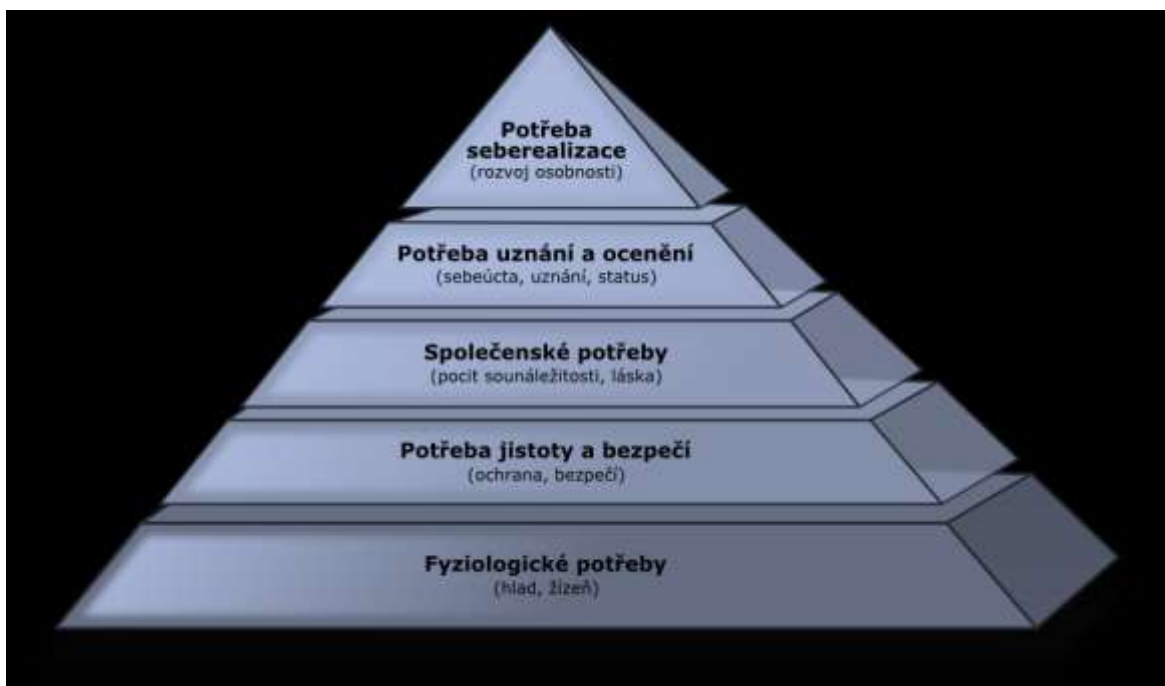 Potřeba
seberealizace
(rozvoj osobnosti)
Potřeba uznání a ocenění
(sebeúcta, uznání, status)
Společenské potřeby
(pocit sounáležitosti, láska)
Potřeba jistoty a bezpečí
(ochrana, bezpečí)
Fyziologické potřeby
(hlad, žízeň)